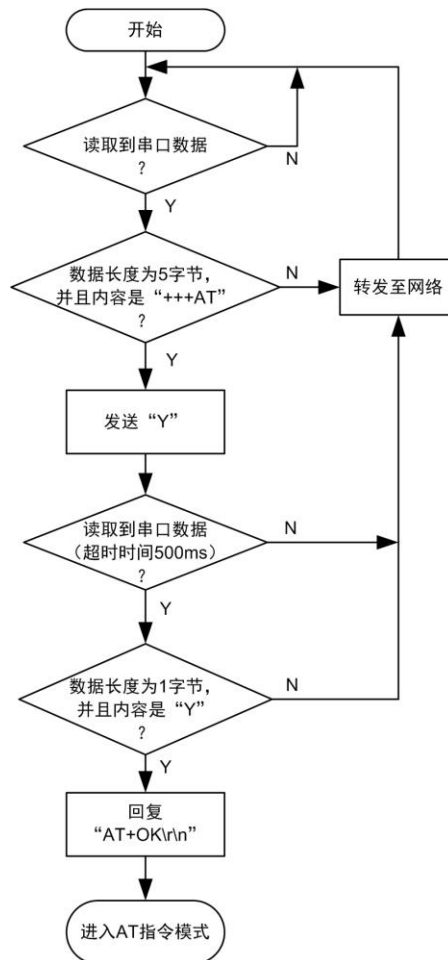 开始
读取到串口数据
?
N
Y
数据长度为5字节，
并且内容是“+++AT”
?
N
转发至网络
Y
发送“Y”
读取到串口数据
（超时时间500ms）
?
N
Y
数据长度为1字节，
并且内容是“Y”
?
N
Y
回复
“AT+OK\r\n”
进入AT指令模式